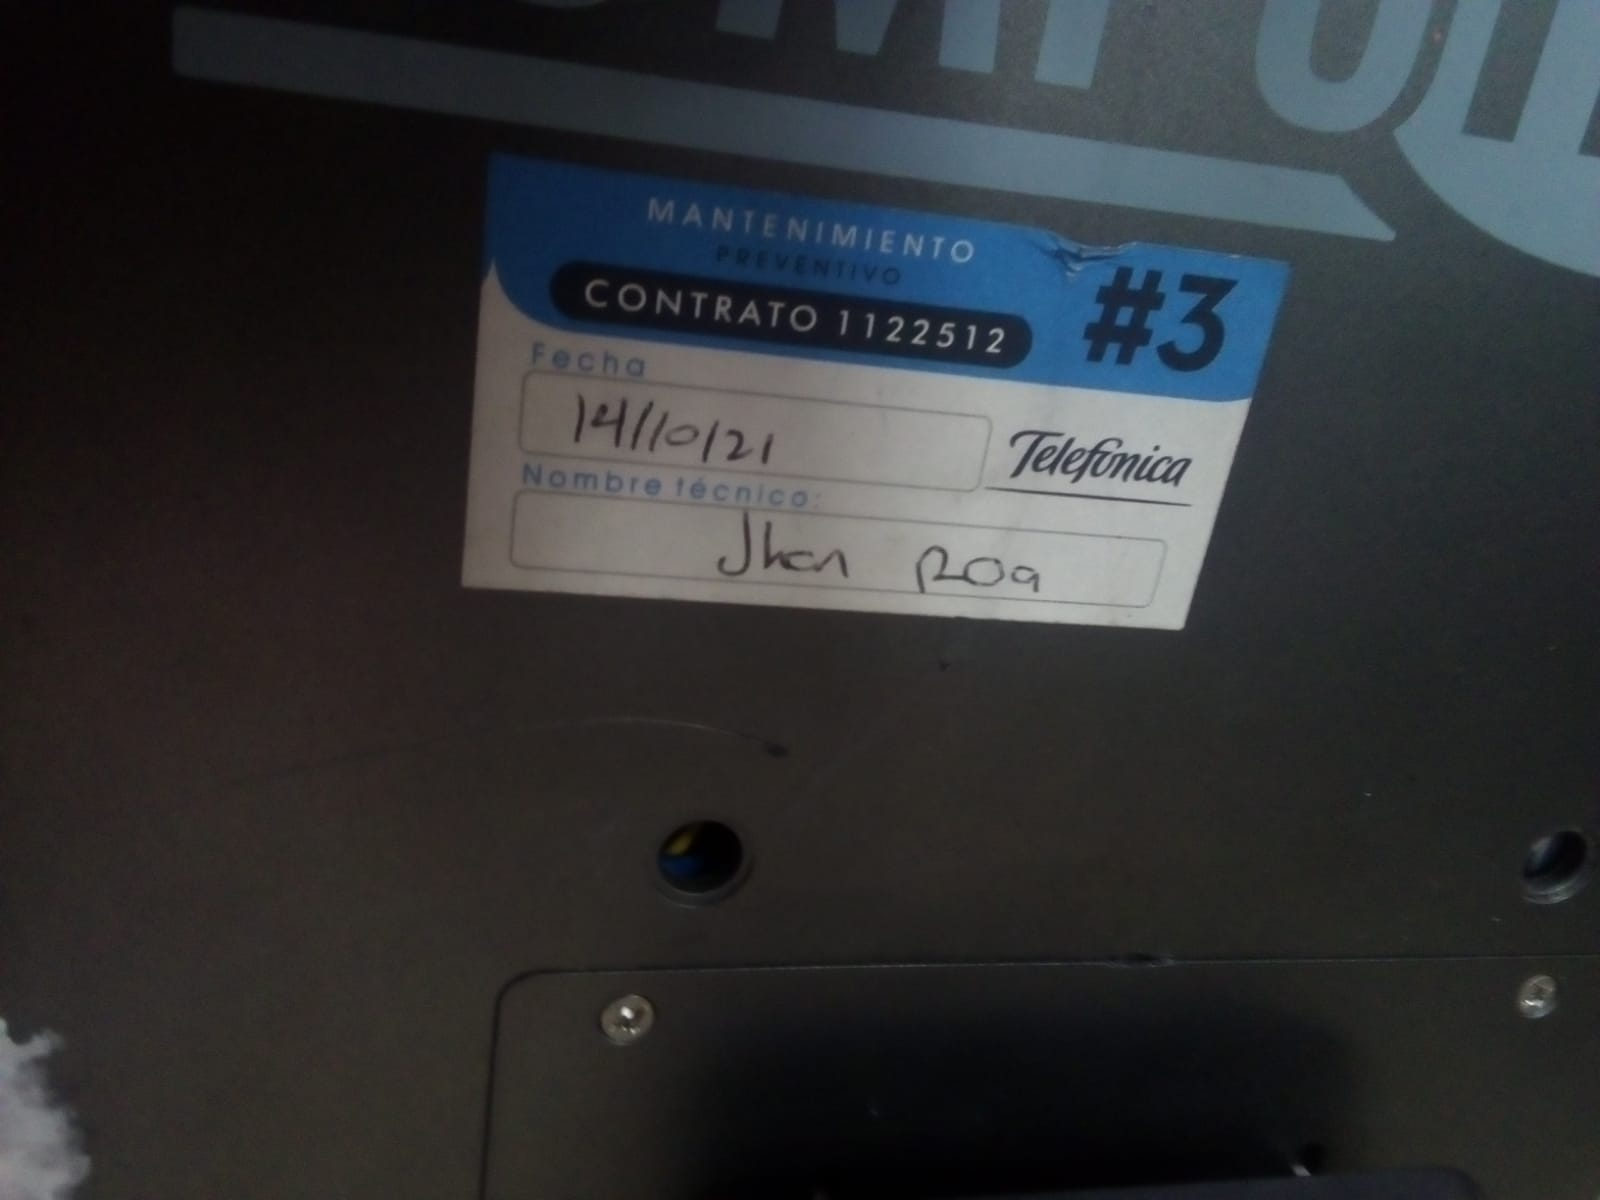 MANTENIMIENTO
PREVENTIVO
#3
CONTRATO 1122512
Fecha
14/10/21
Telefónica
Nombre técnico:
Jhon Roa